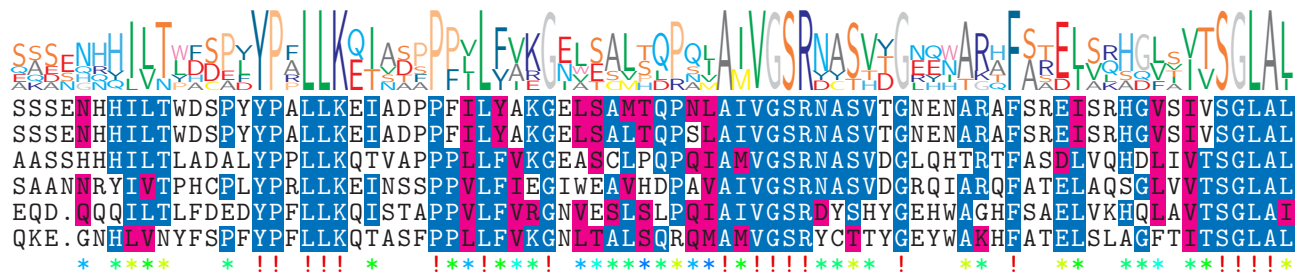 SSSENHHILTWDSPYYPALLKEIADPPFILYAKGELSAMTQPNLAIVGSRNASVTGNENARAFSREISRHGVSIVSGLAL
SSSENHHILTWDSPYYPALLKEIADPPFILYAKGELSALTQPSLAIVGSRNASVTGNENARAFSREISRHGVSIVSGLAL
AASSHHHILTLADALYPPLLKQTVAPPPLLFVKGEASCLPQPQIAMVGSRNASVDGLQHTRTFASDLVQHDLIVTSGLAL
SAANNRYIVTPHCPLYPRLLKEINSSPPVLFIEGIWEAVHDPAVAIVGSRNASVDGRQIARQFATELAQSGLVVTSGLAL
EQD.QQQILTLFDEDYPFLLKQISTAPPVLFVRGNVESLSLPQIAIVGSRDYSHYGEHWAGHFSAELVKHQLAVTSGLAI
QKE.GNHLVNYFSPFYPFLLKQTASFPPLLFVKGNLTALSQRQMAMVGSRYCTTYGEYWAKHFATELSLAGFTITSGLAL